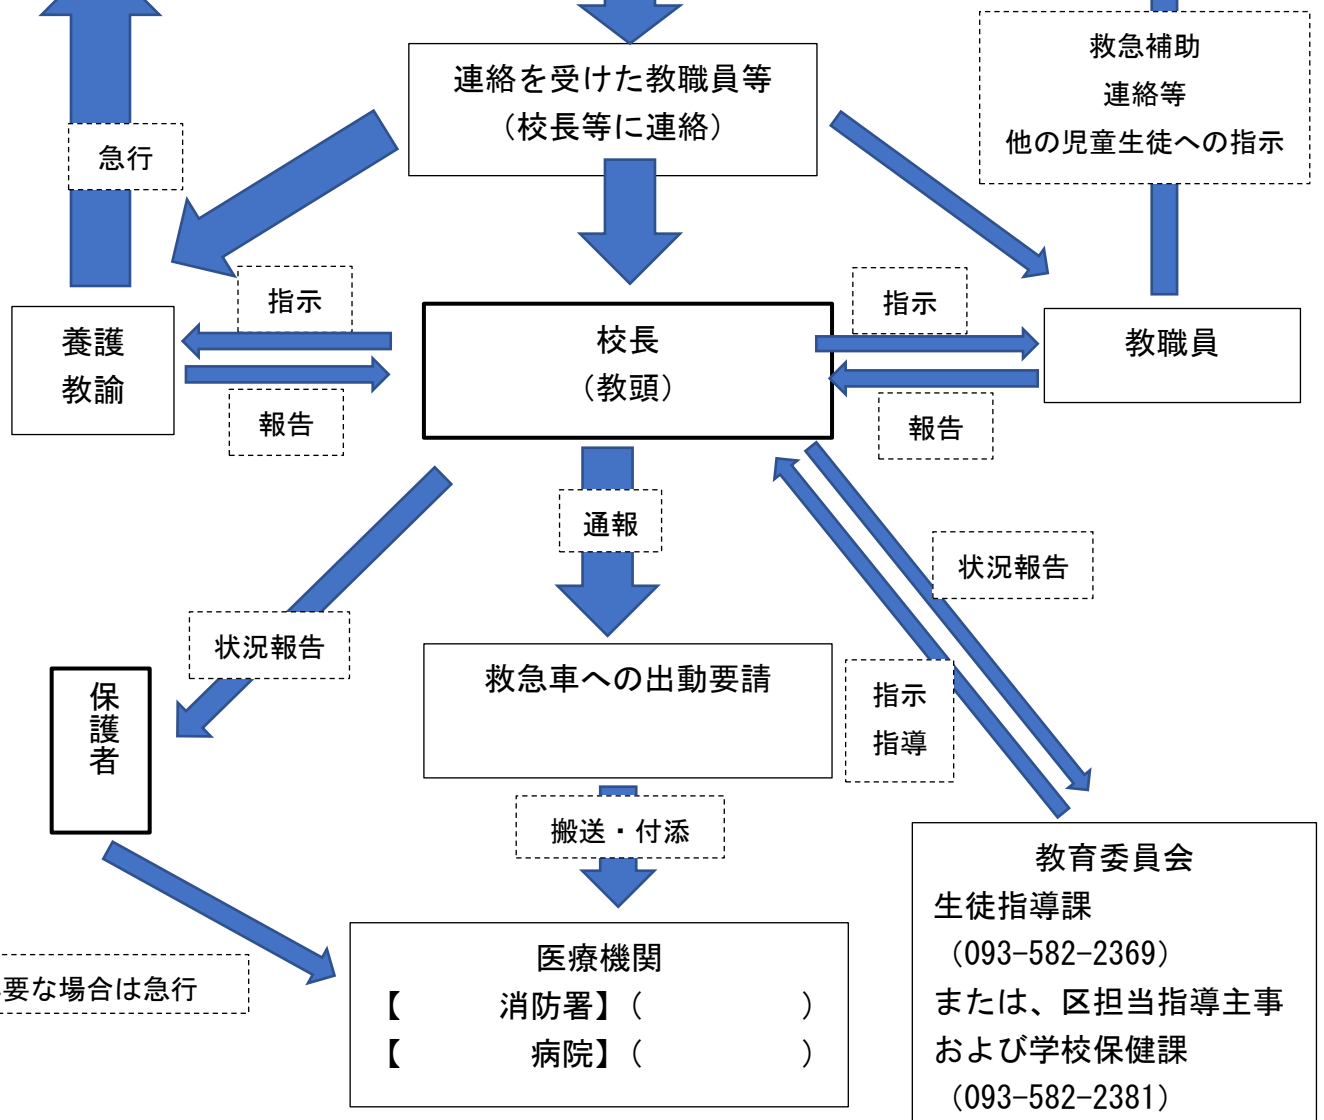 救急補助
連絡等
他の児童生徒への指示
連絡を受けた教職員等
（校長等に連絡）
急行
指示
指示
養護
教諭
校長
（教頭）
教職員
報告
報告
通報
状況報告
状況報告
保護者
救急車への出動要請
指示
指導
搬送・付添
教育委員会
生徒指導課
（093−582−2369）
または、区担当指導主事
および学校保健課
（093−582−2381）
要な場合は急行
医療機関
【　　　消防署】（　　　　　）
【　　　　病院】（　　　　　）